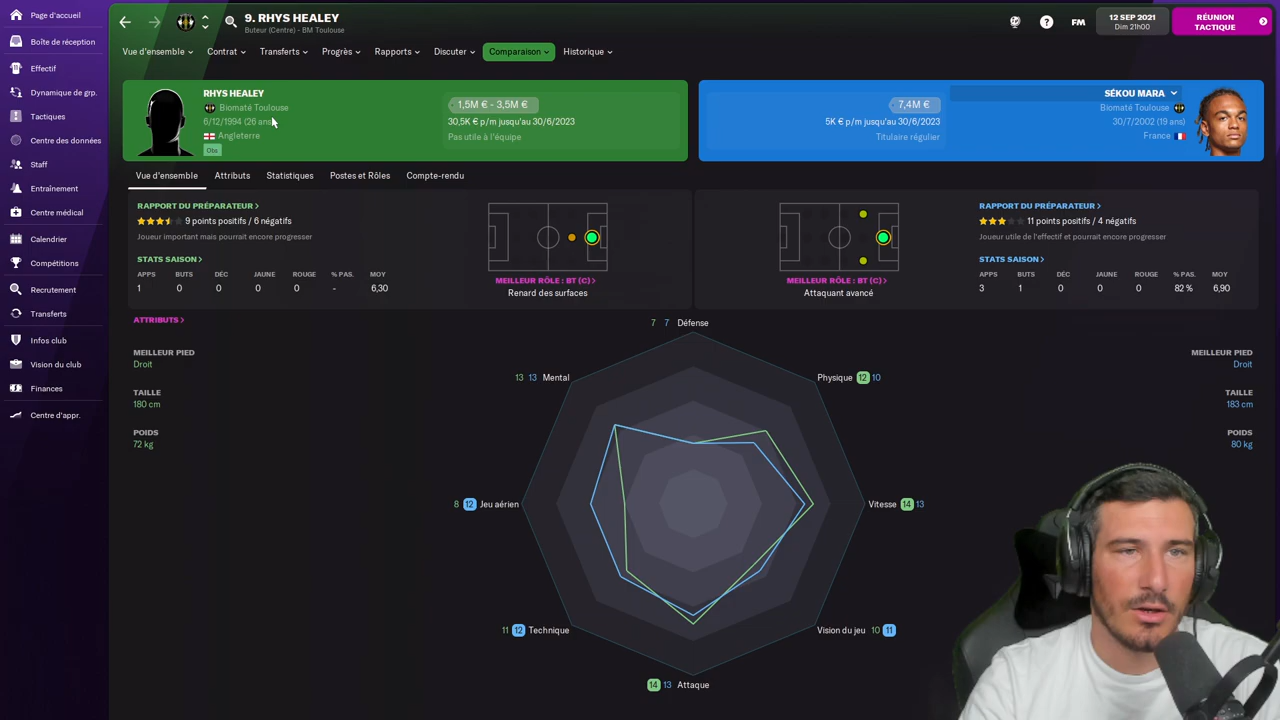 Page d'accueil
Boîte de réception
Effectif
Dynamique de grp.
Tactiques
Centre des données
Staff
Entraînement
Centre médical
Calendrier
Compétitions
Recrutement
Transferts
Infos club
Vision du club
Finances
Centre d'appr.
9. RHYS HEALEY
Buteur (Centre) - BM Toulouse
?
FM
12 SEP 2021
Dim 21h00
RÉUNION
TACTIQUE
Vue d'ensemble
Contrat
Transferts
Progrès
Rapports
Discuter
Comparaison
Historique
RHYS HEALEY
Biomaté Toulouse
6/12/1994 (26 ans)
Angleterre
Obs
1,5M € - 3,5M €
30,5K € p/m jusqu'au 30/6/2023
Pas utile à l'équipe
7,4M €
5K € p/m jusqu'au 30/6/2023
Titulaire régulier
SÉKOU MARA
Biomaté Toulouse
30/7/2002 (19 ans)
France
Vue d'ensemble
Attributs
Statistiques
Postes et Rôles
Compte-rendu
RAPPORT DU PRÉPARATEUR >
9 points positifs / 6 négatifs
Joueur important mais pourrait encore progresser
STATS SAISON >
APPS BUTS DÉC JAUNE ROUGE % PAS. MOY
1 0 0 0 0 - 6,30
MEILLEUR RÔLE : BT (C) >
Renard des surfaces
MEILLEUR RÔLE : BT (C) >
Attaquant avancé
RAPPORT DU PRÉPARATEUR >
11 points positifs / 4 négatifs
Joueur utile de l'effectif et pourrait encore progresser
STATS SAISON >
APPS BUTS DÉC JAUNE ROUGE % PAS. MOY
3 1 0 0 0 82 % 6,90
ATTRIBUTS >
MEILLEUR PIED
Droit
TAILLE
180 cm
POIDS
72 kg
7 7 Défense
13 13 Mental
Physique 12 10
8 12 Jeu aérien
Vitesse 14 13
11 12 Technique
Vision du jeu 10 11
14 13 Attaque
MEILLEUR PIED
Droit
TAILLE
183 cm
POIDS
80 kg